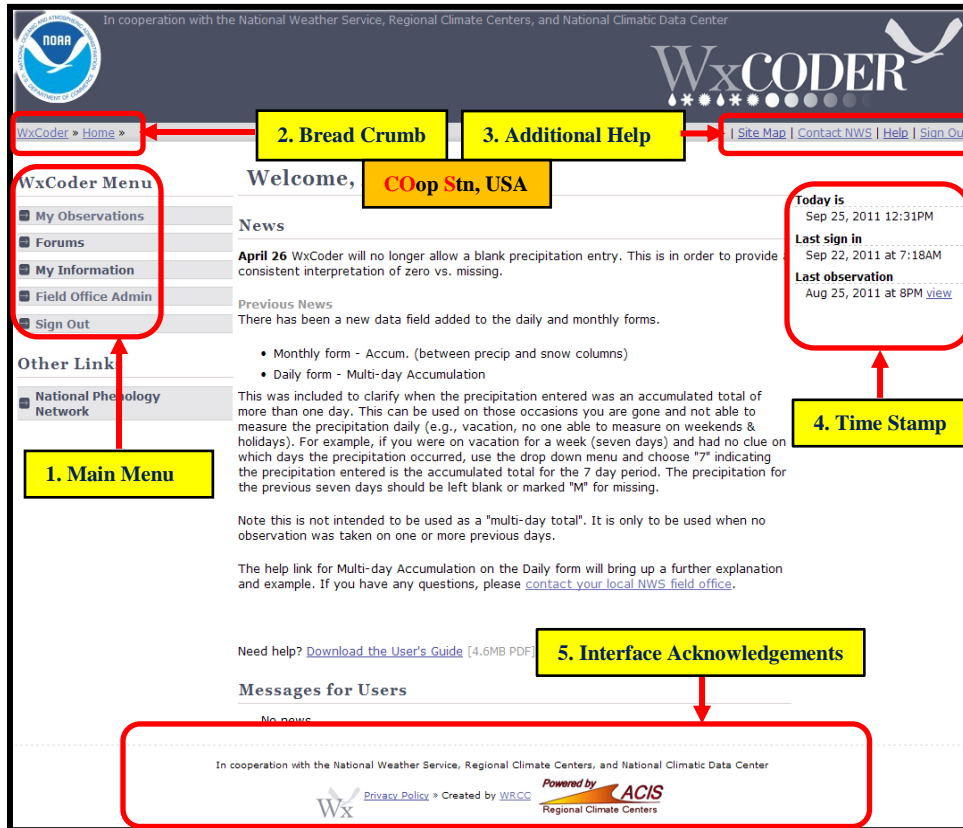 In cooperation with the National Weather Service, Regional Climate Centers, and National Climatic Data Center
NATIONAL OCEANIC AND ATMOSPHERIC ADMINISTRATION
NOAA
U.S. DEPARTMENT OF COMMERCE
WxCODER
WxCoder » Home »
2. Bread Crumb
3. Additional Help
| Site Map | Contact NWS | Help | Sign Ou
WxCoder Menu
My Observations
Forums
My Information
Field Office Admin
Sign Out
Other Link
National Phenology
Network
1. Main Menu
Welcome,
COop Stn, USA
News
April 26 WxCoder will no longer allow a blank precipitation entry. This is in order to provide a
consistent interpretation of zero vs. missing.
Previous News
There has been a new data field added to the daily and monthly forms.
• Monthly form - Accum. (between precip and snow columns)
• Daily form - Multi-day Accumulation
This was included to clarify when the precipitation entered was an accumulated total of
more than one day. This can be used on those occasions you are gone and not able to
measure the precipitation daily (e.g., vacation, no one able to measure on weekends &
holidays). For example, if you were on vacation for a week (seven days) and had no clue on
which days the precipitation occurred, use the drop down menu and choose "7" indicating
the precipitation entered is the accumulated total for the 7 day period. The precipitation for
the previous seven days should be left blank or marked "M" for missing.
Note this is not intended to be used as a "multi-day total". It is only to be used when no
observation was taken on one or more previous days.
The help link for Multi-day Accumulation on the Daily form will bring up a further explanation
and example. If you have any questions, please contact your local NWS field office.
Need help? Download the User's Guide [4.6MB PDF]
Today is
Sep 25, 2011 12:31PM
Last sign in
Sep 22, 2011 at 7:18AM
Last observation
Aug 25, 2011 at 8PM view
4. Time Stamp
5. Interface Acknowledgements
Messages for Users
No news
In cooperation with the National Weather Service, Regional Climate Centers, and National Climatic Data Center
Wx
Privacy Policy » Created by WRCC
Powered by
ACIS
Regional Climate Centers